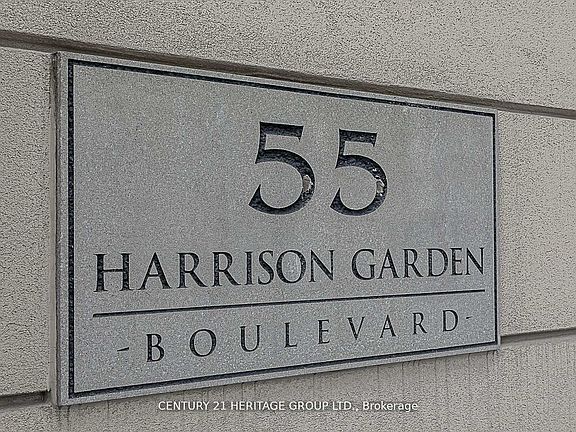 55
HARRISON GARDEN
-BOULEVARD-
CENTURY 21 HERITAGE GROUP LTD., Brokerage